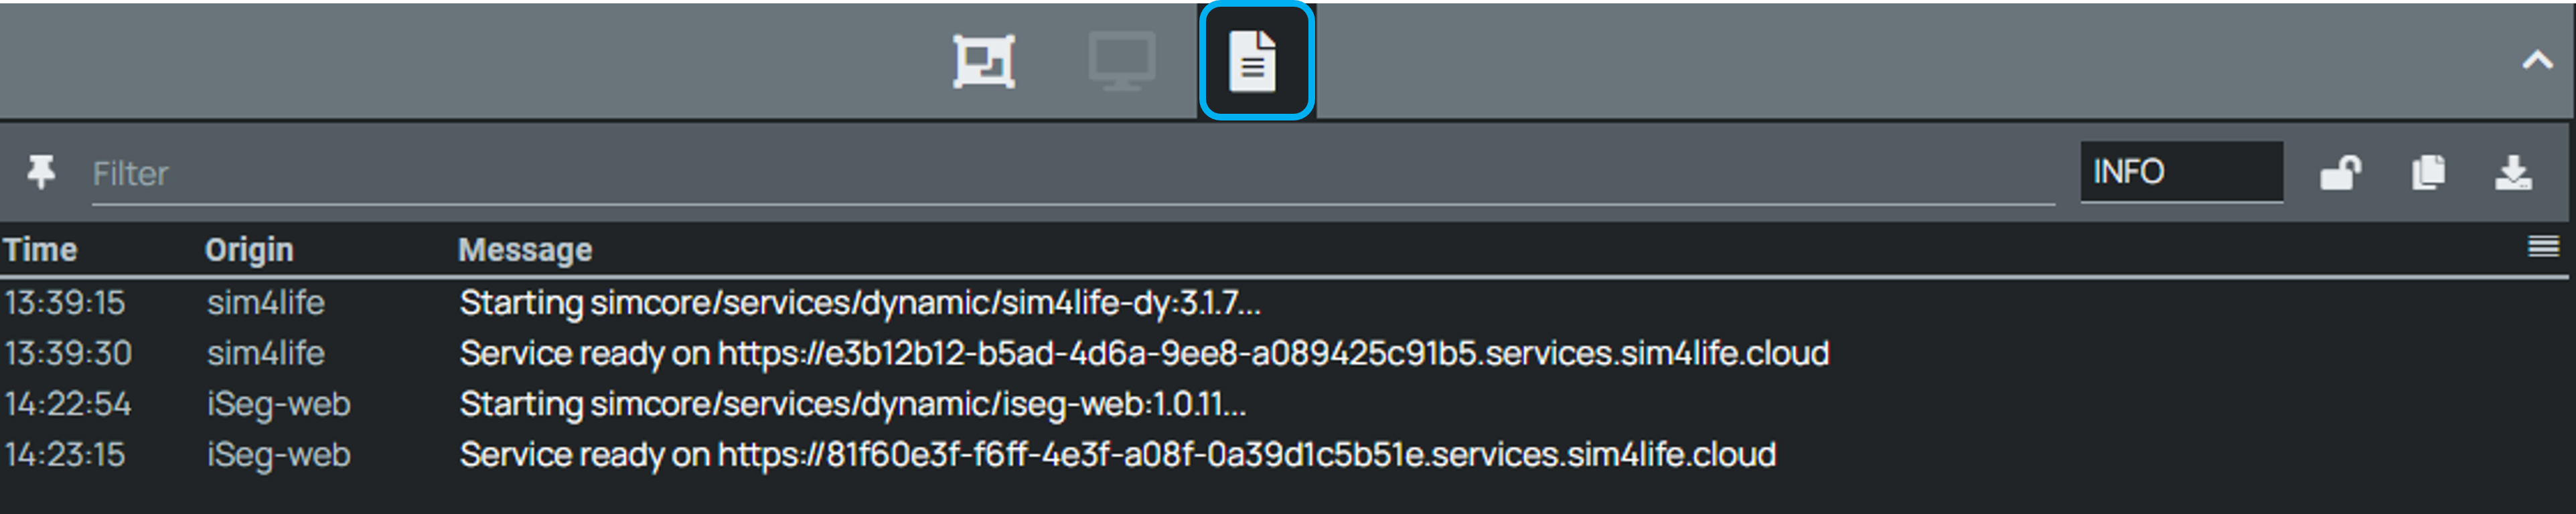 Filter INFO
Time Origin Message
13:39:15 sim4life Starting simcore/services/dynamic/sim4life-dy:3.1.7...
13:39:30 sim4life Service ready on https://e3b12b12-b5ad-4d6a-9ee8-a089425c91b5.services.sim4life.cloud
14:22:54 iSeg-web Starting simcore/services/dynamic/iseg-web:1.0.11...
14:23:15 iSeg-web Service ready on https://81f60e3f-f6ff-4e3f-a08f-0a39d1c5b51e.services.sim4life.cloud